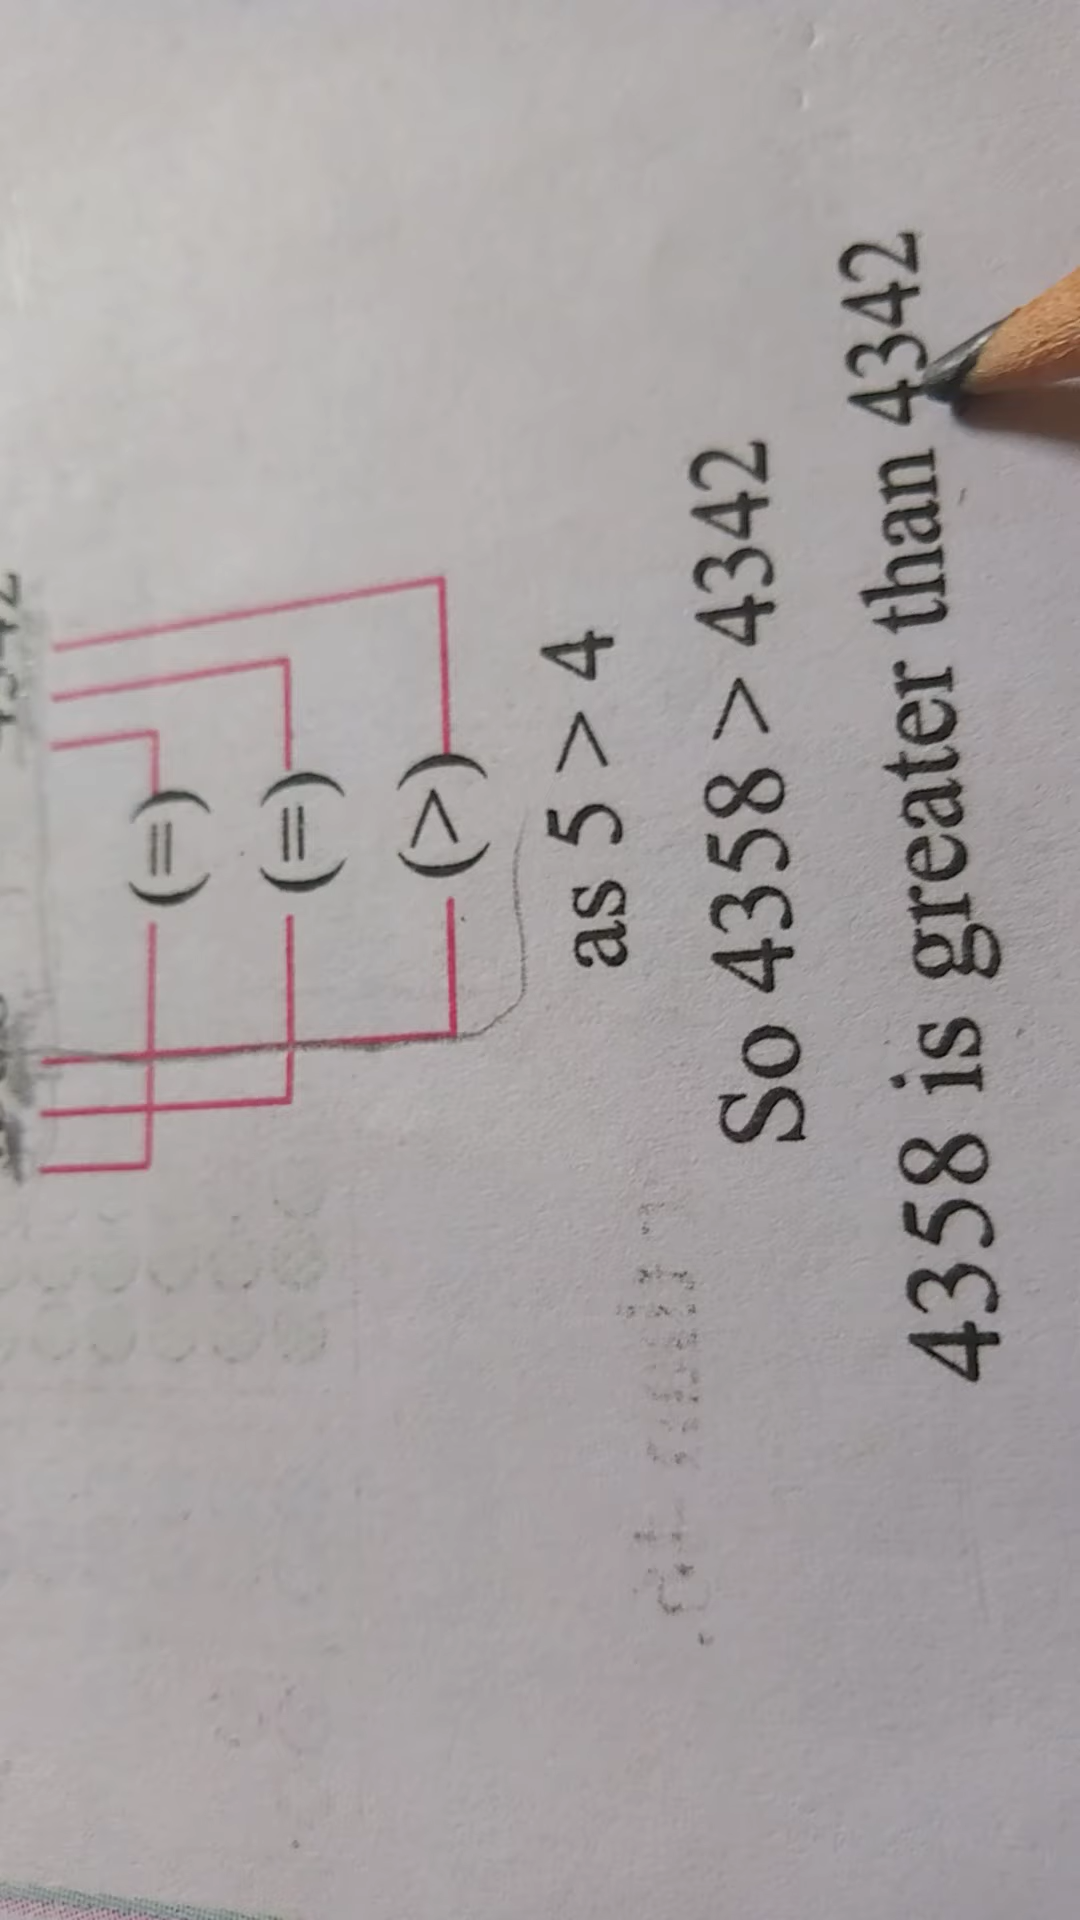 (=)
(=)
(>)
as 5 > 4
So 4358 > 4342
4358 is greater than 4342